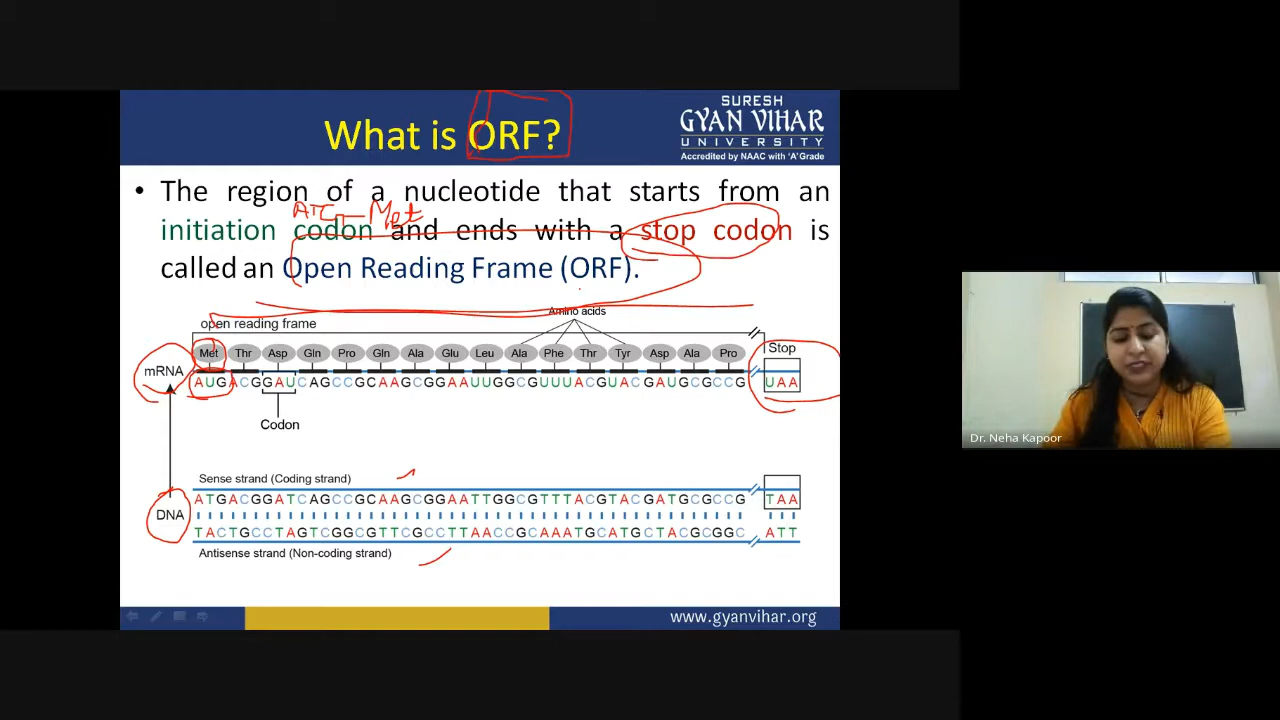 SURESH
GYAN VIHAR
UNIVERSITY
Accredited by NAAC with 'A' Grade
What is ORF?
• The region of a nucleotide that starts from an
ATG - Met
initiation codon and ends with a stop codon is
called an Open Reading Frame (ORF).
Amino acids
open reading frame
Met Thr Asp Gln Pro Gln Ala Glu Leu Ala Phe Thr Tyr Asp Ala Pro Stop
mRNA AUGACGGAUCAGCCGCAAGCGGAAUUGGCGUUUACGUACGAUGCGCCG UAA
Codon
Sense strand (Coding strand)
ATGACGGATCAGCCGCAAGCGGAATTGGCGTTTACGTACGATGCGCCG TAA
DNA
TACTGCCTAGTCGGCGTTCGCCTTAACCGCAAATGCATGCTACGCGGC ATT
Antisense strand (Non-coding strand)
www.gyanvihar.org
Dr. Neha Kapoor